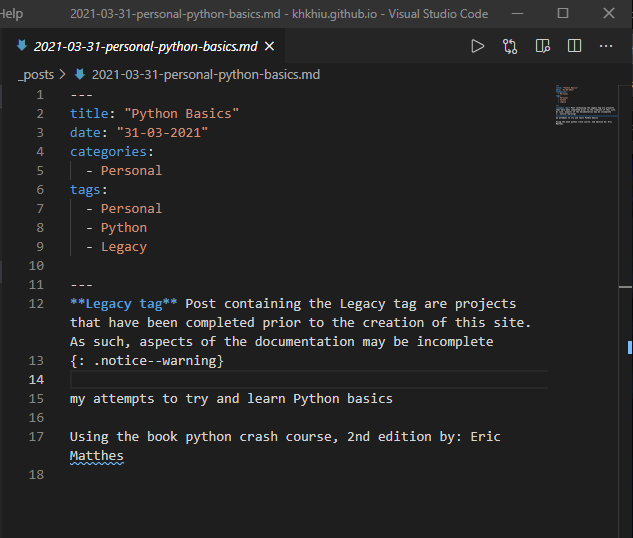 Help 2021-03-31-personal-python-basics.md - khkhiu.github.io - Visual Studio Code
2021-03-31-personal-python-basics.md
_posts > 2021-03-31-personal-python-basics.md
1 ---
2 title: "Python Basics"
3 date: "31-03-2021"
4 categories:
5 - Personal
6 tags:
7 - Personal
8 - Python
9 - Legacy
10
11 ---
12 **Legacy tag** Post containing the Legacy tag are projects
that have been completed prior to the creation of this site.
As such, aspects of the documentation may be incomplete
13 {: .notice--warning}
14
15 my attempts to try and learn Python basics
16
17 Using the book python crash course, 2nd edition by: Eric
Matthes
18